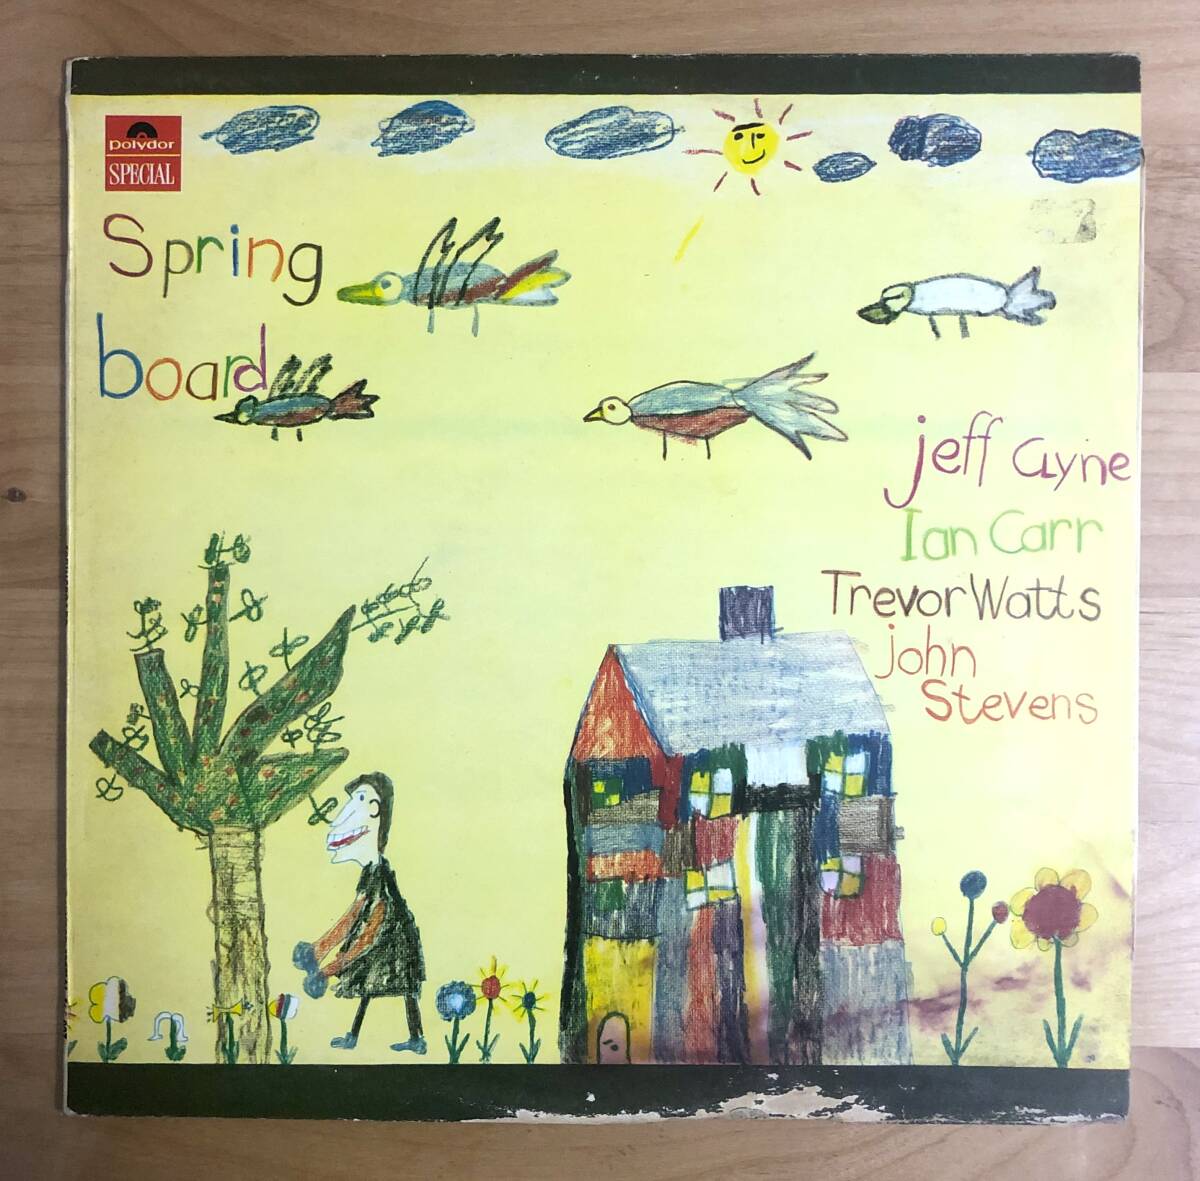 polydor
SPECIAL
Spring
board
jeff Clyne
Ian Carr
Trevor Watts
john
Stevens